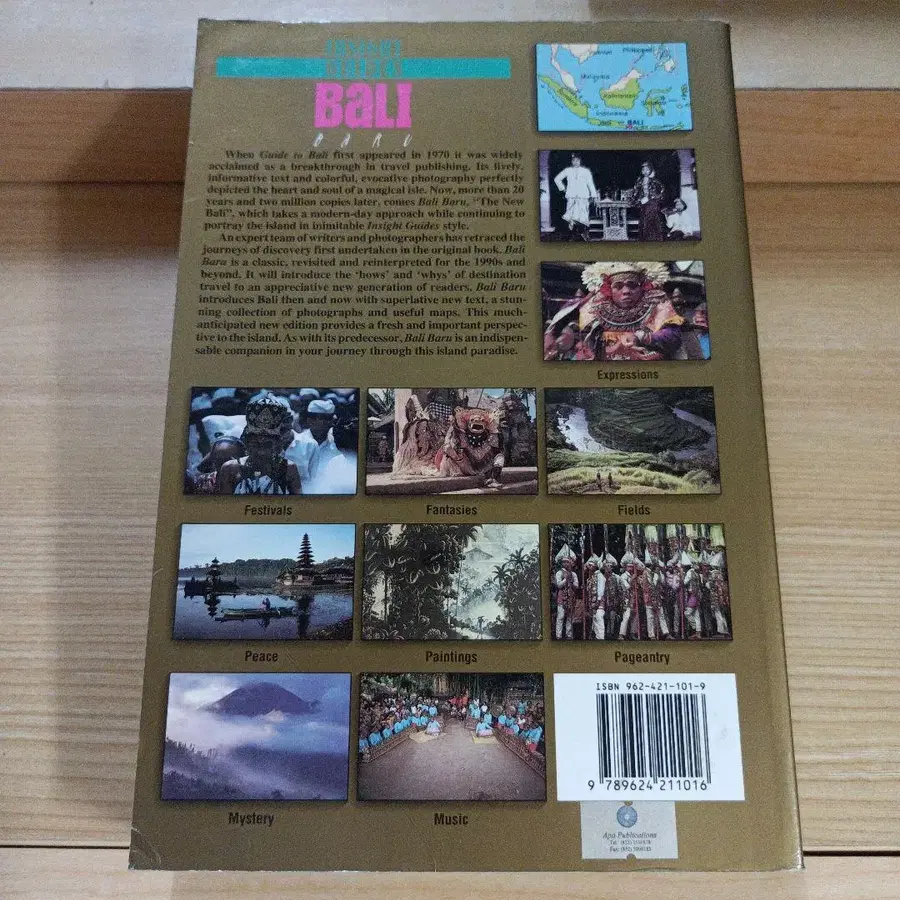 INSIGHT
GUIDES
BALI
BARU
When Guide to Bali first appeared in 1970 it was widely
acclaimed as a breakthrough in travel publishing. Its lively,
informative text and colorful, evocative photography perfectly
depicted the heart and soul of a magical isle. Now, more than 20
years and two million copies later, comes Bali Baru, "The New
Bali", which takes a modern-day approach while continuing to
portray the island in inimitable Insight Guides style.
An expert team of writers and photographers has retraced the
journeys of discovery first undertaken in the original book. Bali
Baru is a classic, revisited and reinterpreted for the 1990s and
beyond. It will introduce the 'hows' and 'whys' of destination
travel to an appreciative new generation of readers. Bali Baru
introduces Bali then and now with superlative new text, a stun-
ning collection of photographs and useful maps. This much-
anticipated new edition provides a fresh and important perspec-
tive to the island. As with its predecessor, Bali Baru is an indispen-
sable companion in your journey through this island paradise.
Philippines
Malaysia
Kalimantan
Indonesia
BALI
Expressions
Festivals
Fantasies
Fields
Peace
Paintings
Pageantry
Mystery
Music
ISBN 962-421-101-9
9 789624 211016
Apa Publications